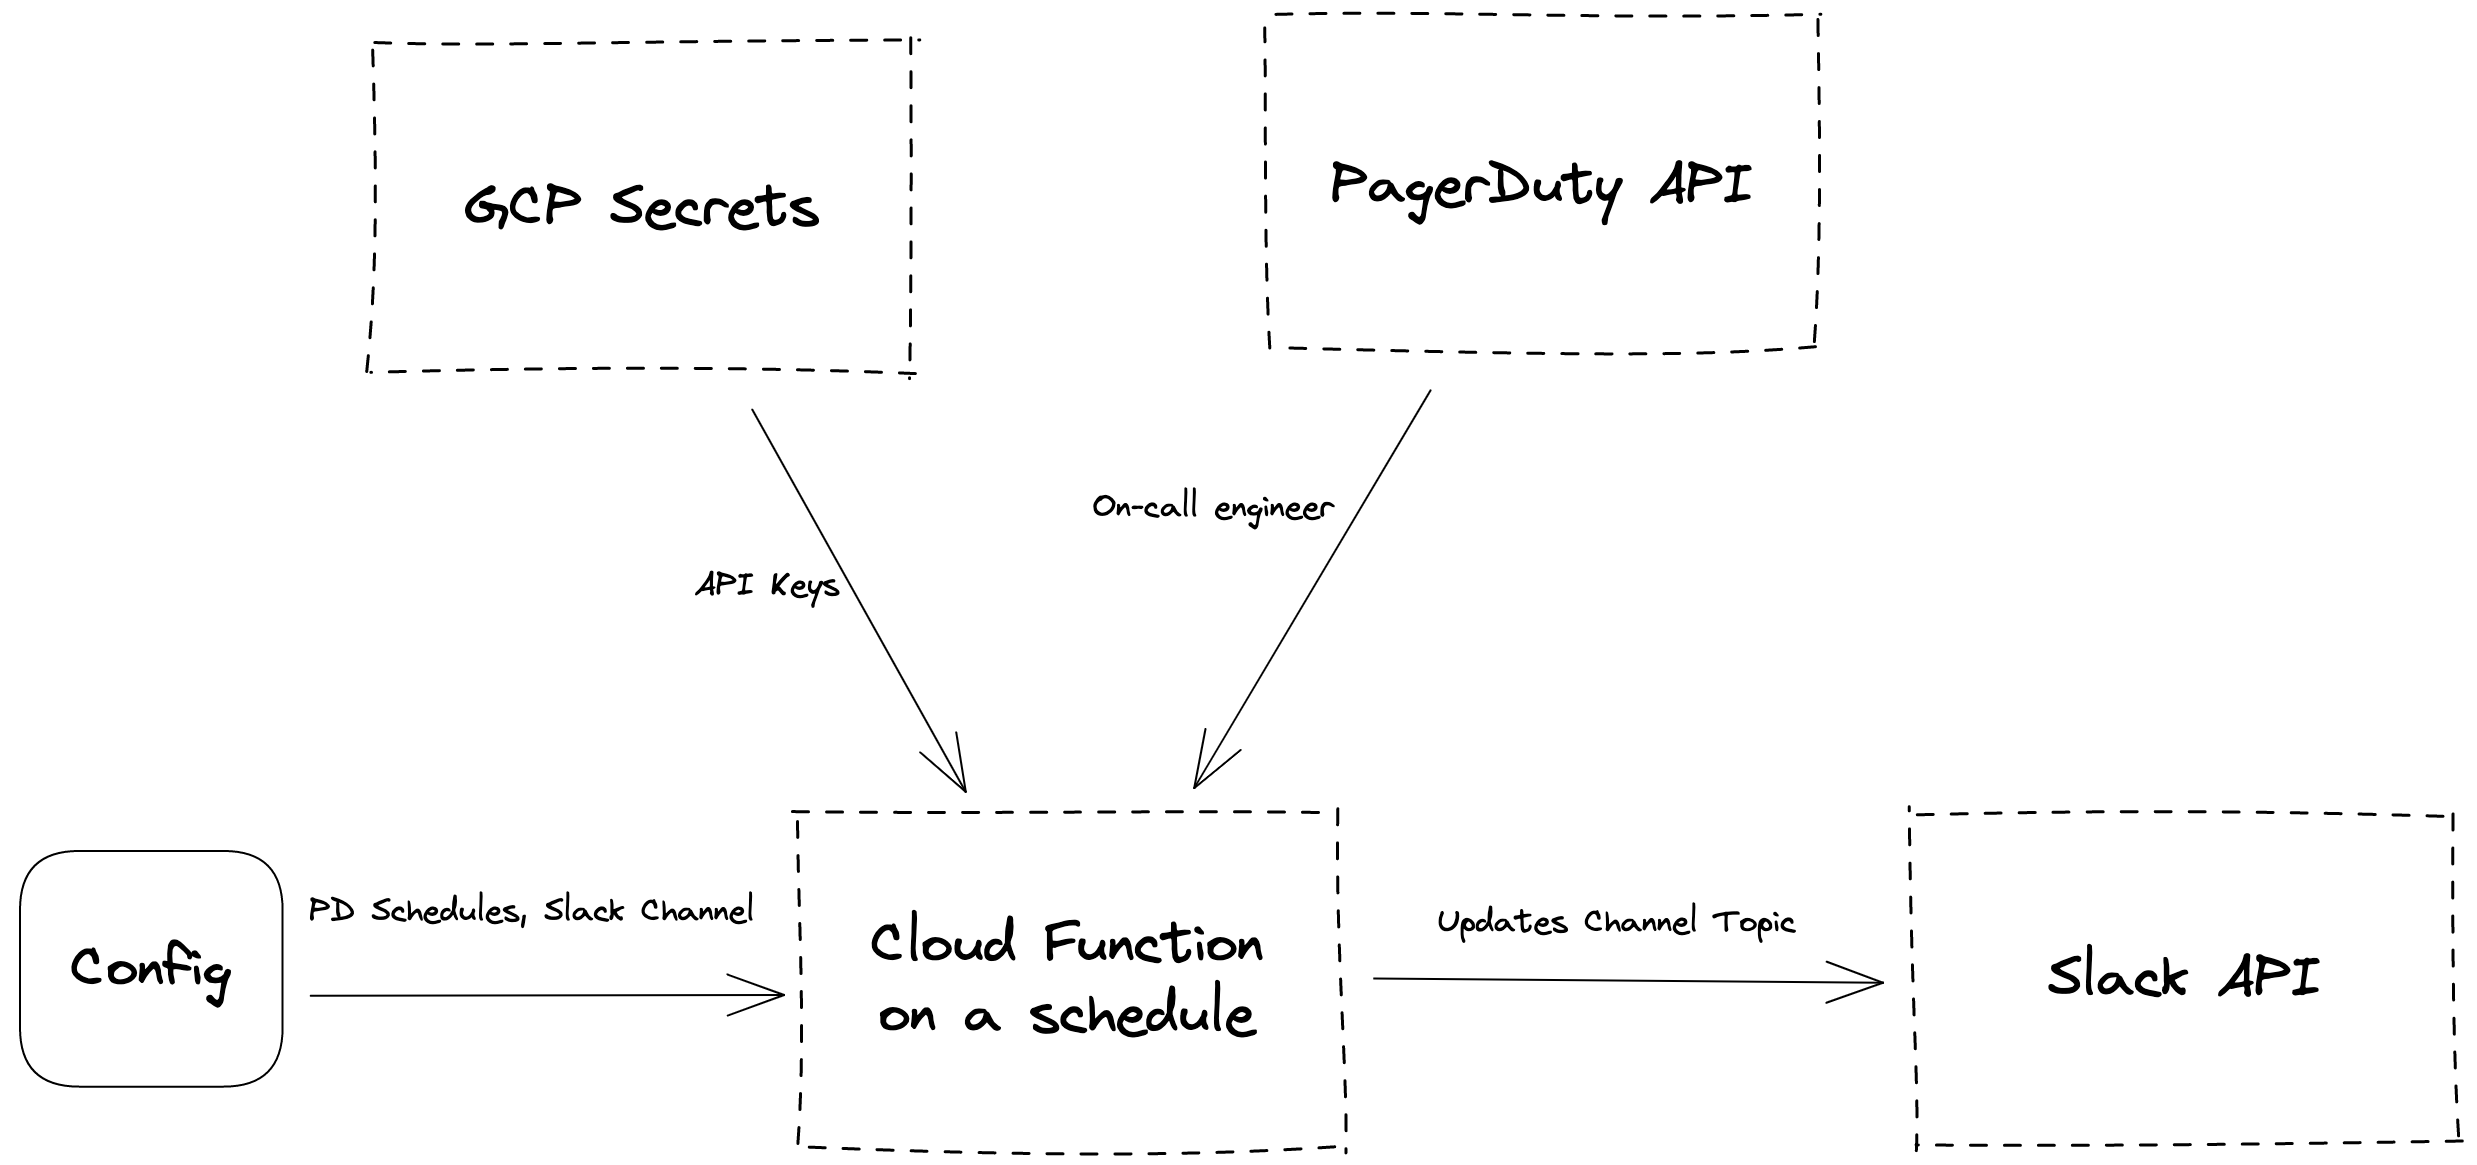 GCP Secrets
PagerDuty API
On-call engineer
API Keys
Config
PD Schedules, Slack Channel
Cloud Function
on a schedule
Updates Channel Topic
Slack API